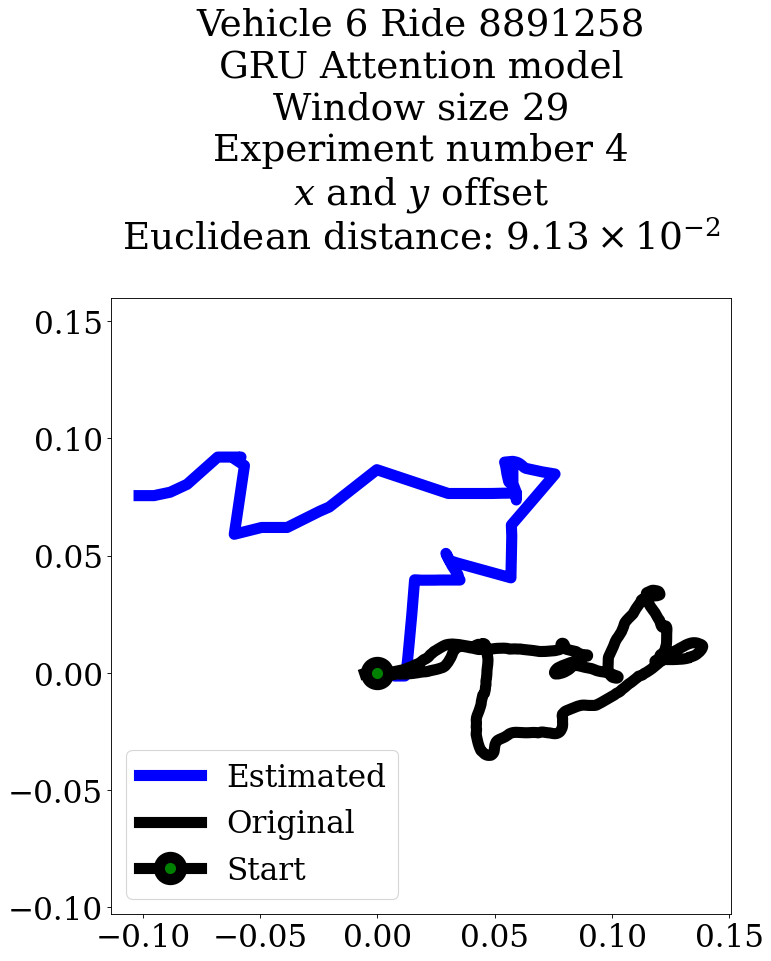 Vehicle 6 Ride 8891258
GRU Attention model
Window size 29
Experiment number 4
x and y offset
Euclidean distance: 9.13 × 10⁻²
0.15
0.10
0.05
0.00
−0.05
−0.10
Estimated
Original
Start
−0.10 −0.05 0.00 0.05 0.10 0.15